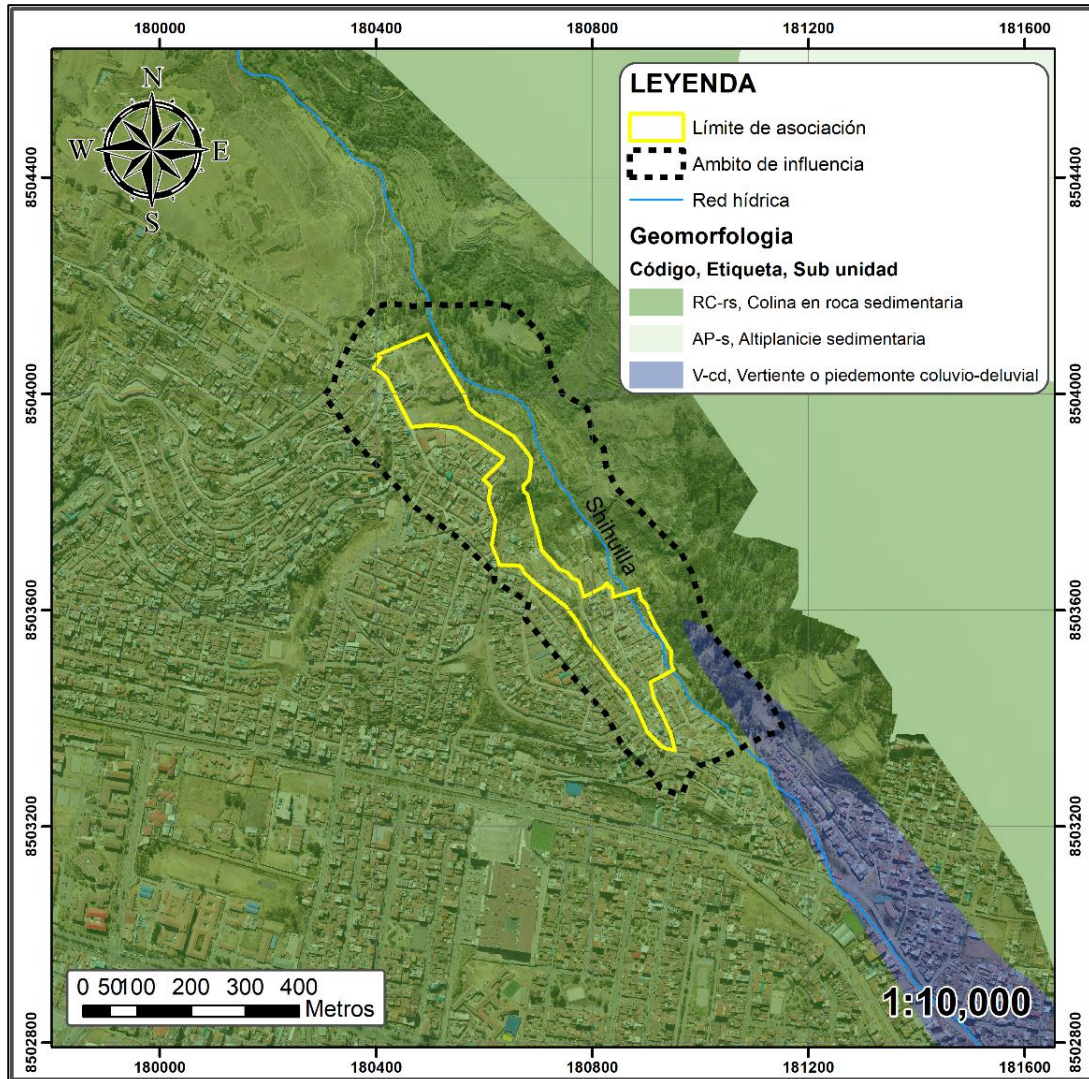 180000 180400 180800 181200 181600
N
W E
S
LEYENDA
Límite de asociación
Ambito de influencia
Red hídrica
Geomorfologia
Código, Etiqueta, Sub unidad
RC-rs, Colina en roca sedimentaria
AP-s, Altiplanicie sedimentaria
V-cd, Vertiente o piedemonte coluvio-deluvial
8504400 8504400
8504000 8504000
Shihuilla
8503600 8503600
8503200 8503200
0 50 100 200 300 400
Metros
1:10,000
8502800 8502800
180000 180400 180800 181200 181600